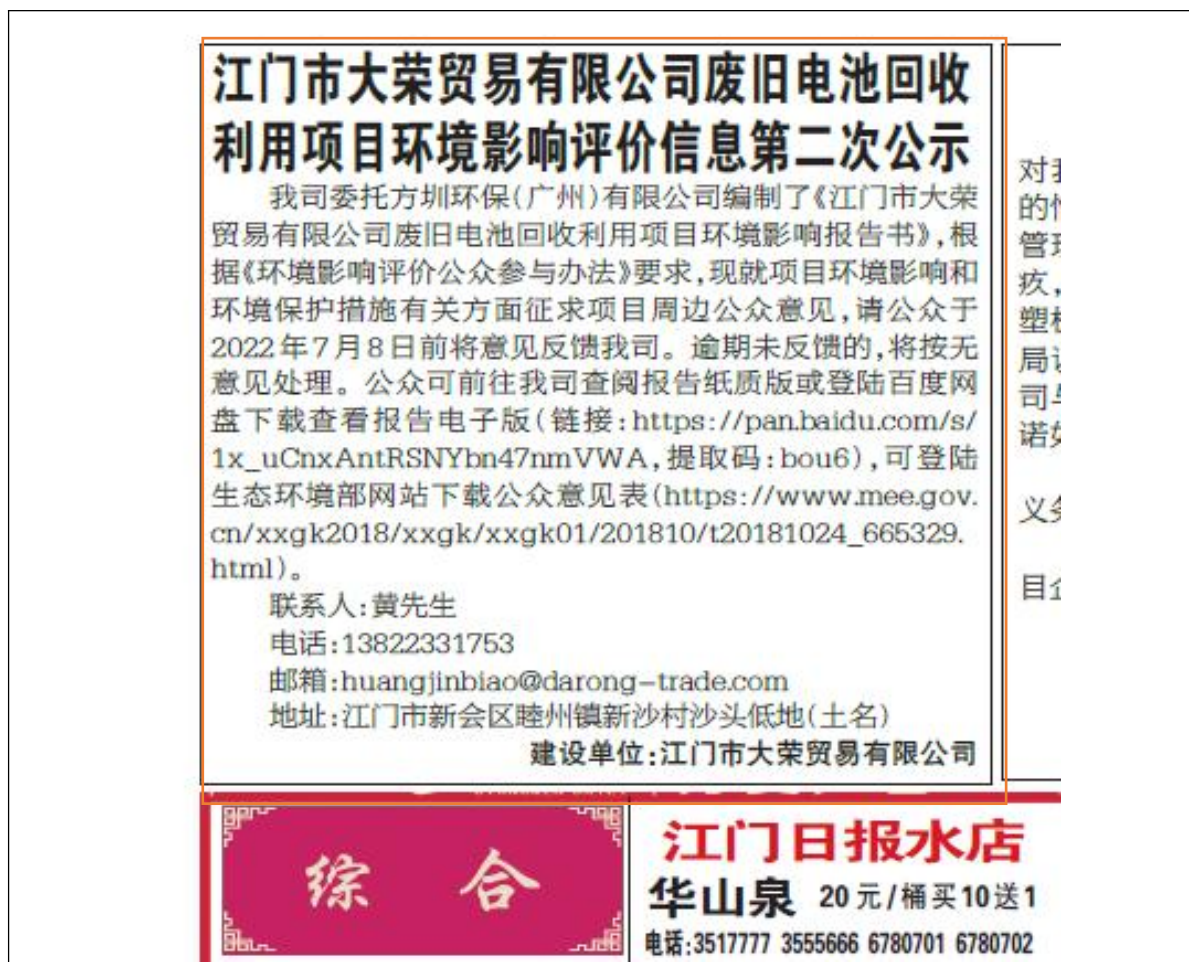 江门市大荣贸易有限公司废旧电池回收
利用项目环境影响评价信息第二次公示
我司委托方圳环保(广州)有限公司编制了《江门市大荣
贸易有限公司废旧电池回收利用项目环境影响报告书》,根
据《环境影响评价公众参与办法》要求,现就项目环境影响和
环境保护措施有关方面征求项目周边公众意见,请公众于
2022年7月8日前将意见反馈我司。逾期未反馈的,将按无
意见处理。公众可前往我司查阅报告纸质版或登陆百度网
盘下载查看报告电子版(链接:https://pan.baidu.com/s/
1x_uCnxAntRSNYbn47nmVWA,提取码:bou6),可登陆
生态环境部网站下载公众意见表(https://www.mee.gov.
cn/xxgk2018/xxgk/xxgk01/201810/t20181024_665329.
html)。
联系人:黄先生
电话:13822331753
邮箱:huangjinbiao@darong-trade.com
地址:江门市新会区睦州镇新沙村沙头低地(土名)
建设单位:江门市大荣贸易有限公司
对
的
管
疾,
塑
局
司
诺
义
目
综 合
江门日报水店
华山泉 20元/桶买10送1
电话:3517777 3555666 6780701 6780702